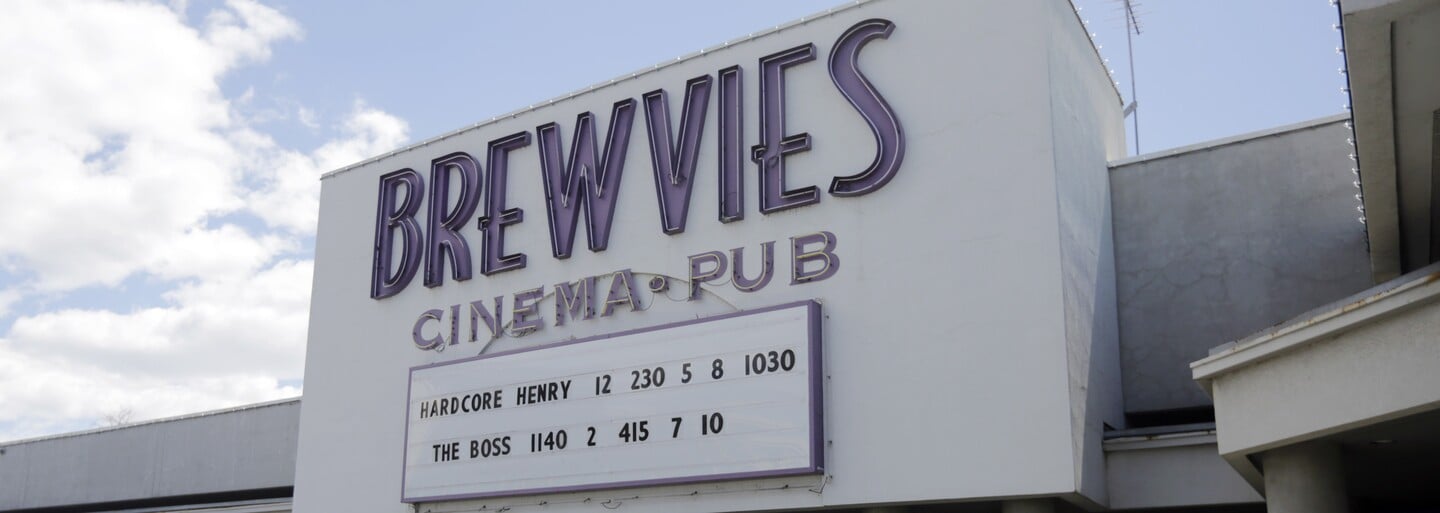 BREWVIES
CINEMA • PUB
HARDCORE HENRY 12 230 5 8 1030
THE BOSS 1140 2 415 7 10